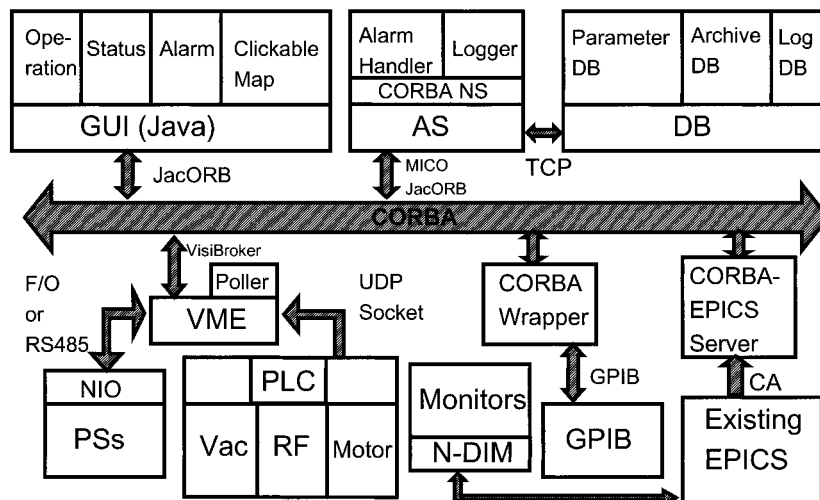 Ope-
ration
Status
Alarm
Clickable
Map
GUI (Java)
Alarm
Handler
Logger
CORBA NS
AS
Parameter
DB
Archive
DB
Log
DB
DB
TCP
JacORB
MICO
JacORB
CORBA
VisiBroker
F/O
or
RS485
Poller
VME
UDP
Socket
CORBA
Wrapper
CORBA-
EPICS
Server
NIO
PSs
PLC
Vac
RF
Motor
Monitors
N-DIM
GPIB
GPIB
CA
Existing
EPICS